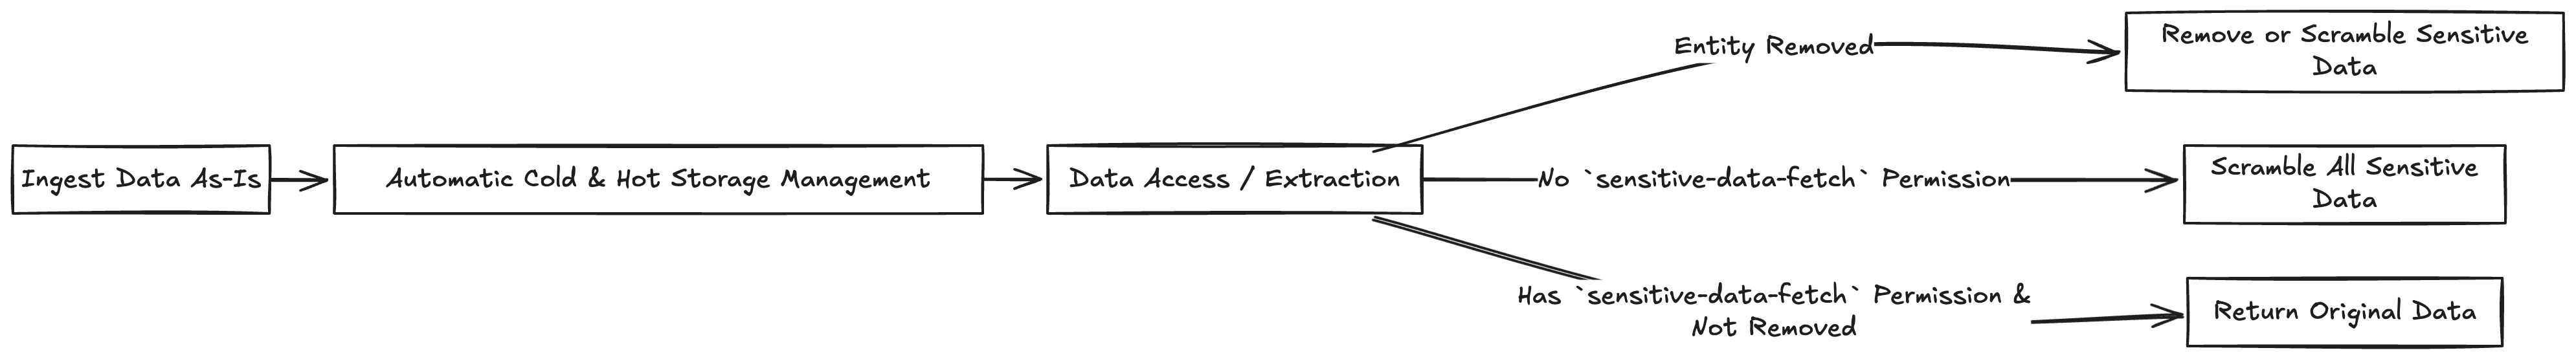 Ingest Data As-Is
Automatic Cold & Hot Storage Management
Data Access / Extraction
Entity Removed
Remove or Scramble Sensitive
Data
No `sensitive-data-fetch` Permission
Scramble All Sensitive
Data
Has `sensitive-data-fetch` Permission &
Not Removed
Return Original Data